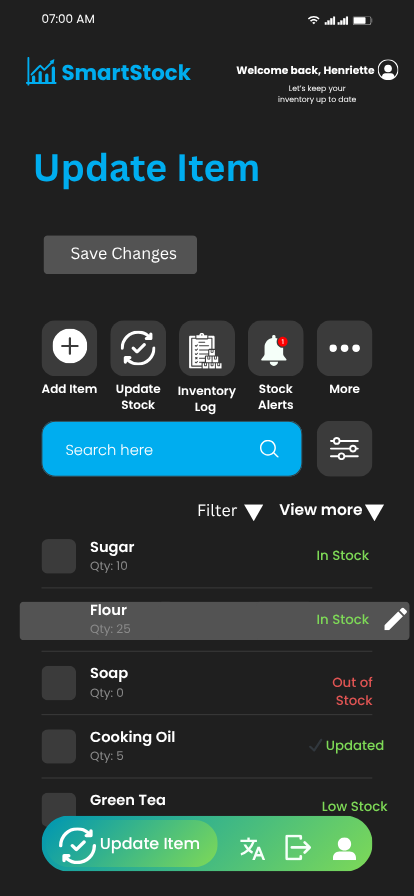 07:00 AM
SmartStock
Welcome back, Henriette
Let's keep your
inventory up to date
Update Item
Save Changes
1
Add Item
Update
Stock
Inventory
Log
Stock
Alerts
More
Search here
Filter
View more
Sugar
Qty: 10
In Stock
Flour
Qty: 25
In Stock
Soap
Qty: 0
Out of
Stock
Cooking Oil
Qty: 5
Updated
Green Tea
Low Stock
Update Item
文A